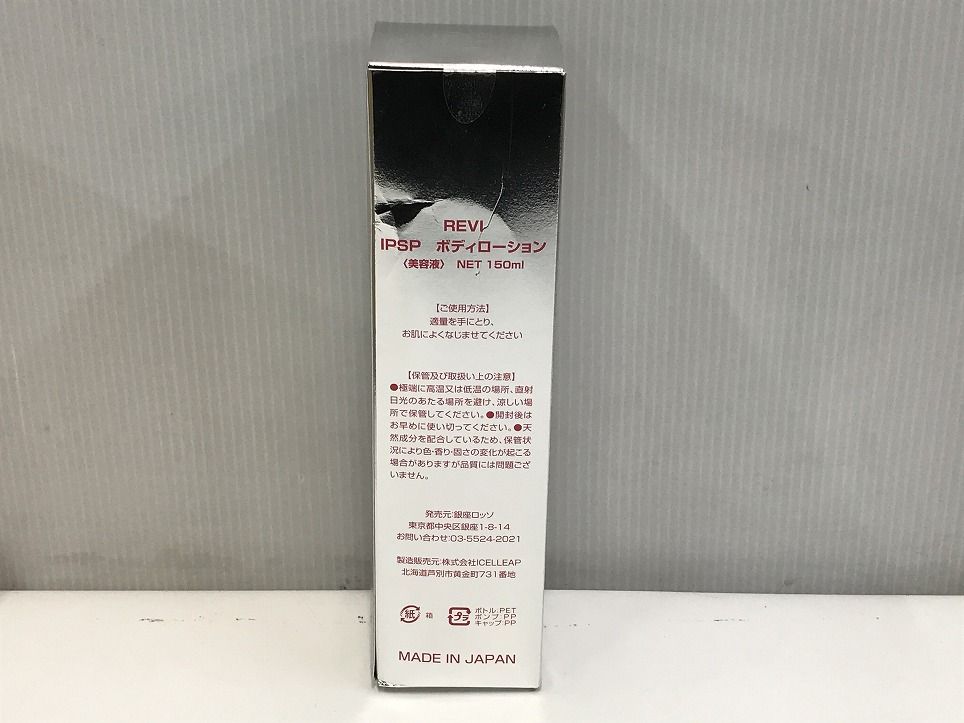 REVI
IPSP ボディローション
〈美容液〉 NET 150ml
【ご使用方法】
適量を手にとり、
お肌によくなじませてください
【保管及び取扱い上の注意】
●極端に高温又は低温の場所、直射
日光のあたる場所を避け、涼しい場
所で保管してください。●開封後は
お早めに使い切ってください。●天
然成分を配合しているため、保管状
況により色・香り・固さの変化が起こる
場合がありますが品質には問題ござ
いません。
発売元:銀座ロッソ
東京都中央区銀座1-8-14
お問い合わせ:03-5524-2021
製造販売元:株式会社ICELLEAP
北海道芦別市黄金町731番地
紙 箱
プラ ボトル:PET
ポンプ:PP
キャップ:PP
MADE IN JAPAN